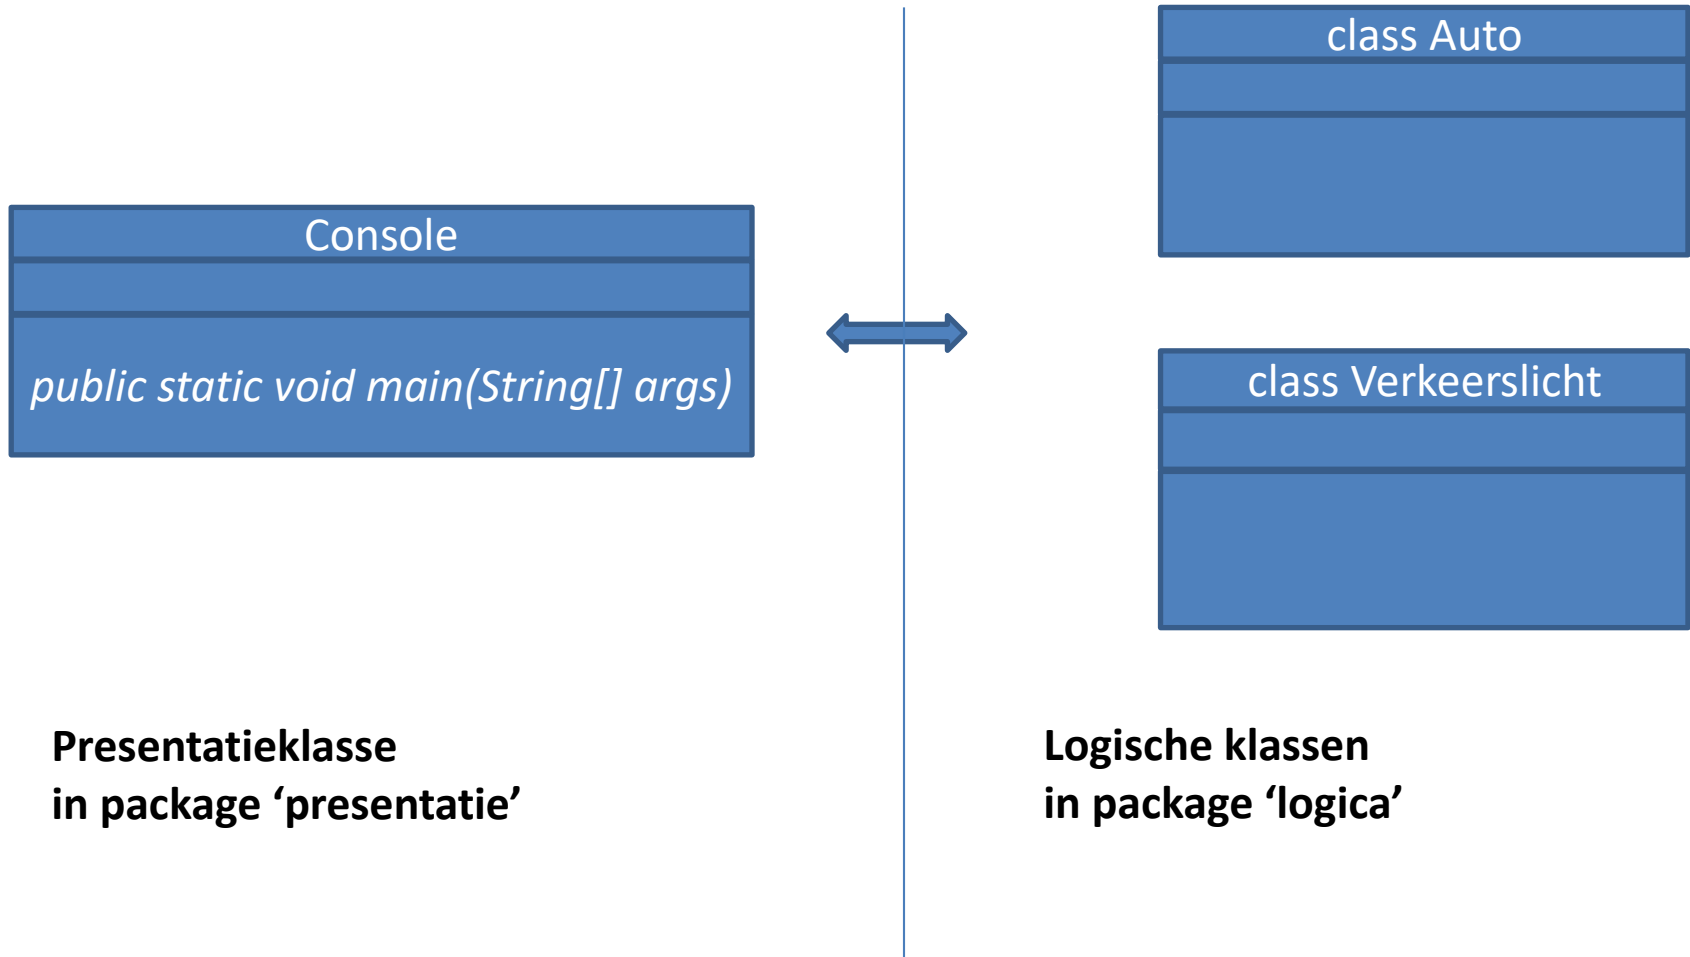 Console
public static void main(String[] args)
Presentatieklasse
in package ‘presentatie’
class Auto
class Verkeerslicht
Logische klassen
in package ‘logica’